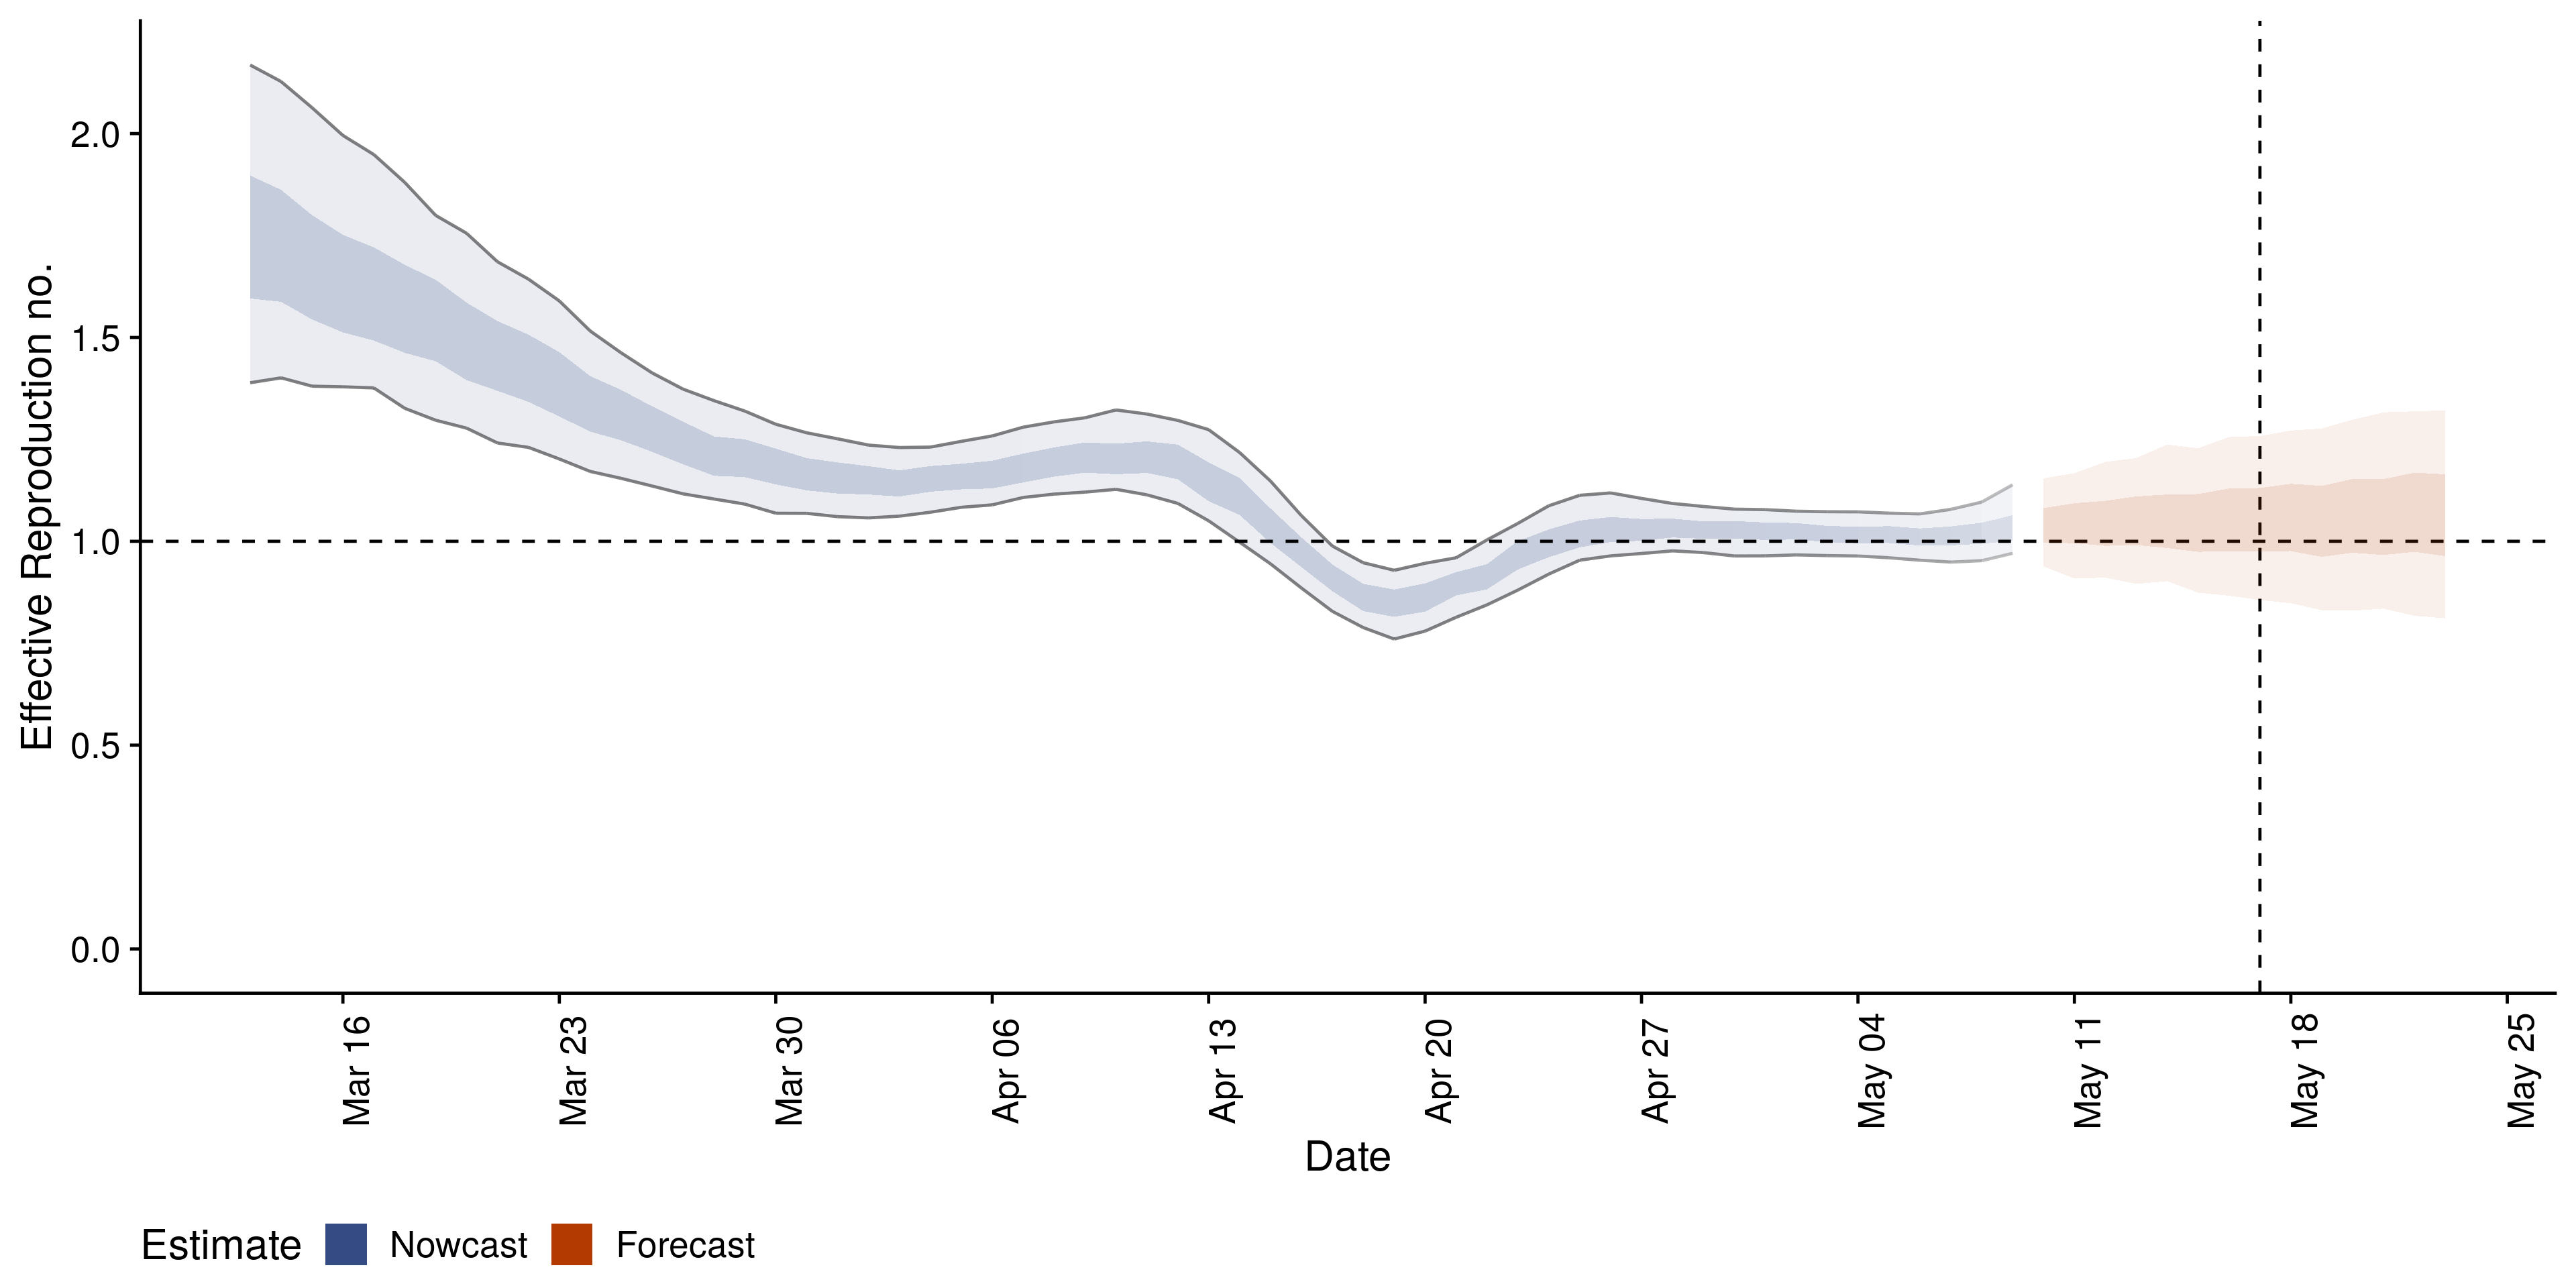 Effective Reproduction no.
2.0
1.5
1.0
0.5
0.0
Mar 16
Mar 23
Mar 30
Apr 06
Apr 13
Apr 20
Apr 27
May 04
May 11
May 18
May 25
Date
Estimate Nowcast Forecast